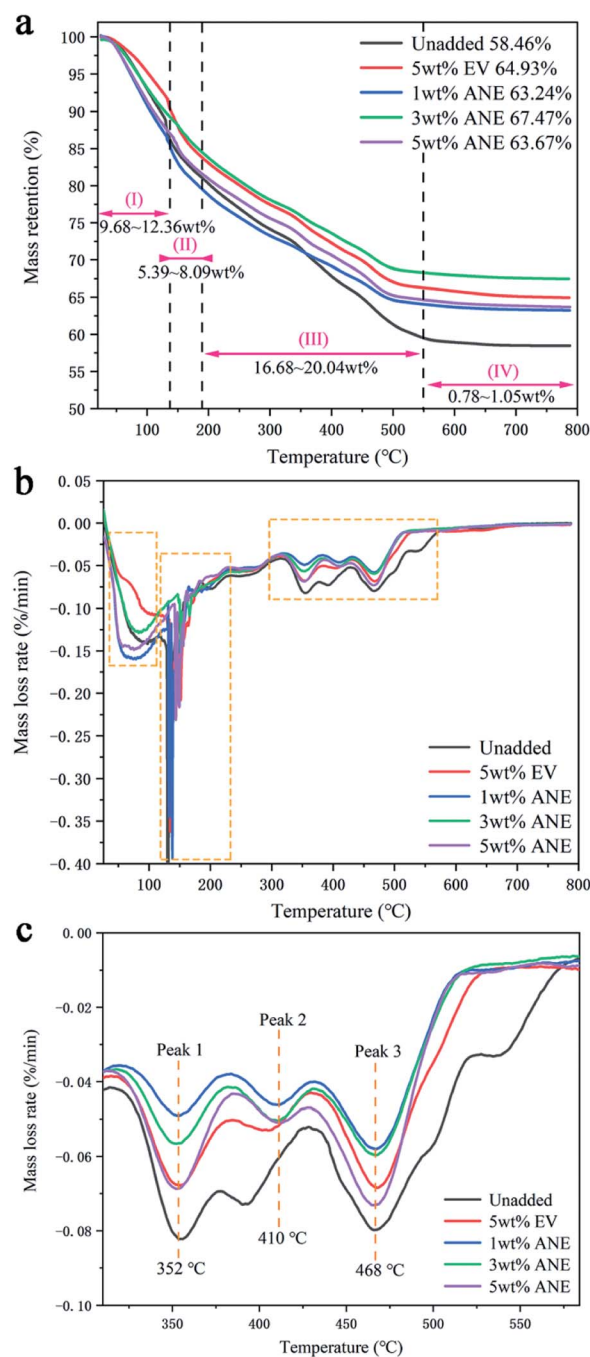 a
100
95
90
85
80
75
70
65
60
55
50
Mass retention (%)
Unadded 58.46%
5wt% EV 64.93%
1wt% ANE 63.24%
3wt% ANE 67.47%
5wt% ANE 63.67%
(I)
9.68~12.36wt%
(II)
5.39~8.09wt%
(III)
16.68~20.04wt%
(IV)
0.78~1.05wt%
100 200 300 400 500 600 700 800
Temperature (℃)
b
0.05
0.00
-0.05
-0.10
-0.15
-0.20
-0.25
-0.30
-0.35
-0.40
Mass loss rate (%/min)
Unadded
5wt% EV
1wt% ANE
3wt% ANE
5wt% ANE
100 200 300 400 500 600 700 800
Temperature (℃)
c
0.00
-0.02
-0.04
-0.06
-0.08
-0.10
Mass loss rate (%/min)
Peak 1
Peak 2
Peak 3
352 ℃
410 ℃
468 ℃
Unadded
5wt% EV
1wt% ANE
3wt% ANE
5wt% ANE
350 400 450 500 550
Temperature (℃)